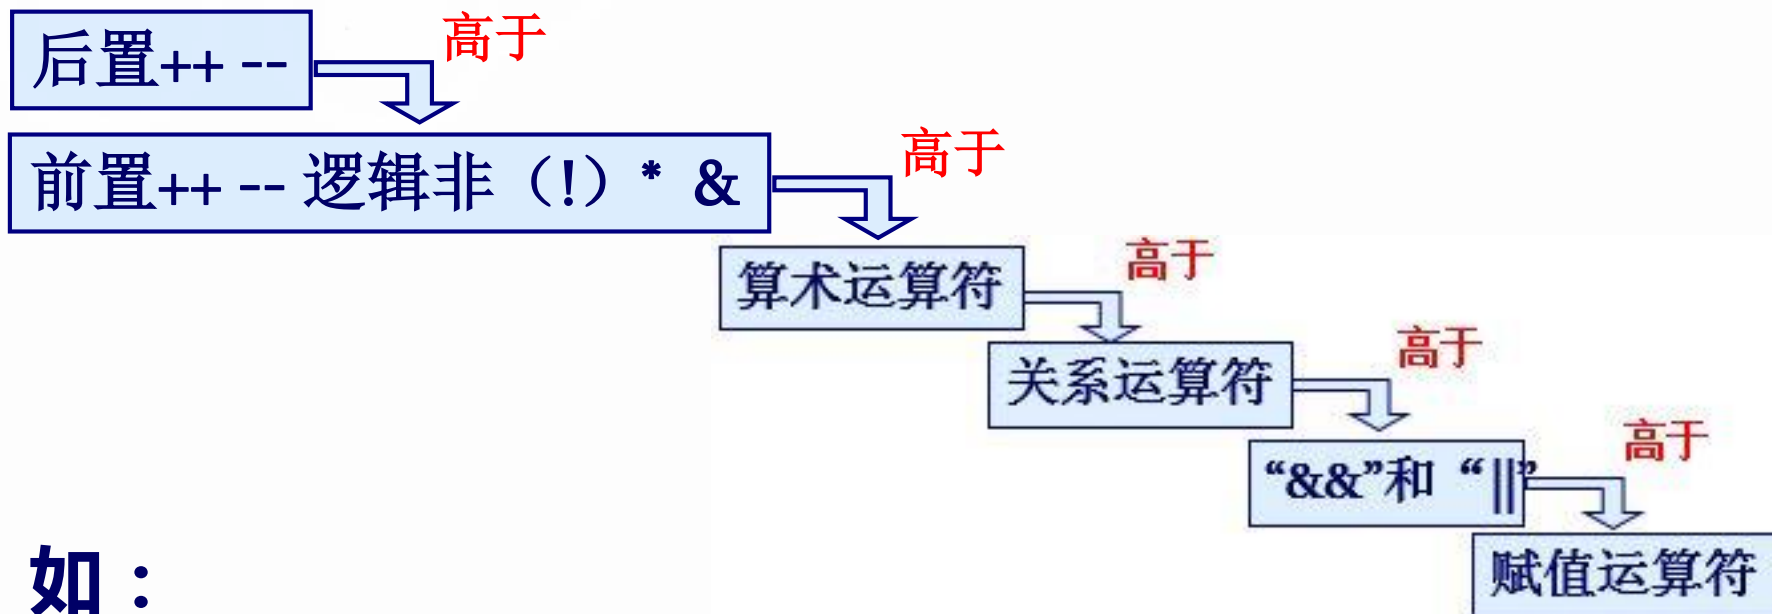 后置++ --
高于
前置++ -- 逻辑非（!）* &
高于
算术运算符
高于
关系运算符
高于
“&&”和“||”
高于
赋值运算符
如：